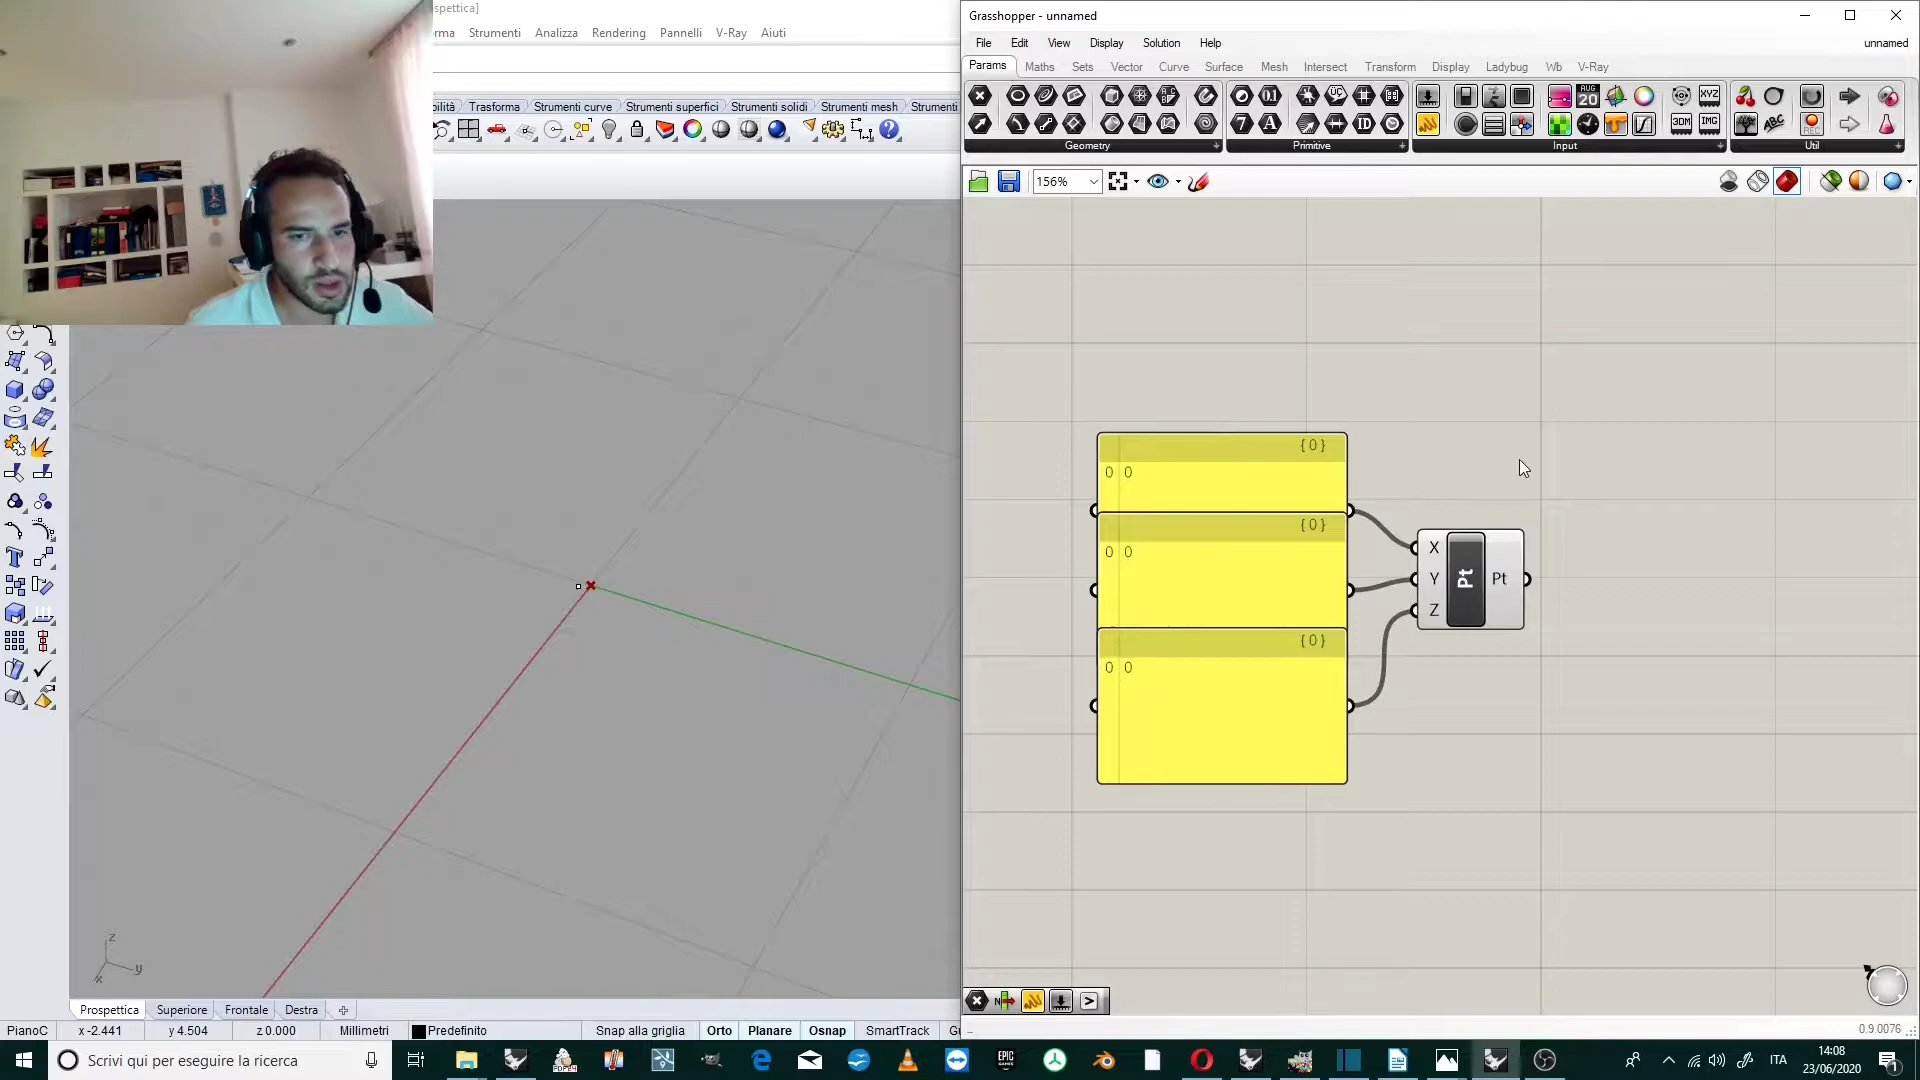 spettica]
rma Strumenti Analizza Rendering Pannelli V-Ray Aiuti
bilità Trasforma Strumenti curve Strumenti superfici Strumenti solidi Strumenti mesh Strumenti
Grasshopper - unnamed
File Edit View Display Solution Help
unnamed
Params Maths Sets Vector Curve Surface Mesh Intersect Transform Display Ladybug Wb V-Ray
Geometry Primitive Input Util
156%
{0}
0 0
{0}
0 0
{0}
0 0
X
Y
Z
Pt
Pt
z
y
x
Prospettica Superiore Frontale Destra
PianoC x -2.441 y 4.504 z 0.000 Millimetri Predefinito Snap alla griglia Orto Planare Osnap SmartTrack
0.9.0076
Scrivi qui per eseguire la ricerca
ITA
14:08
23/06/2020